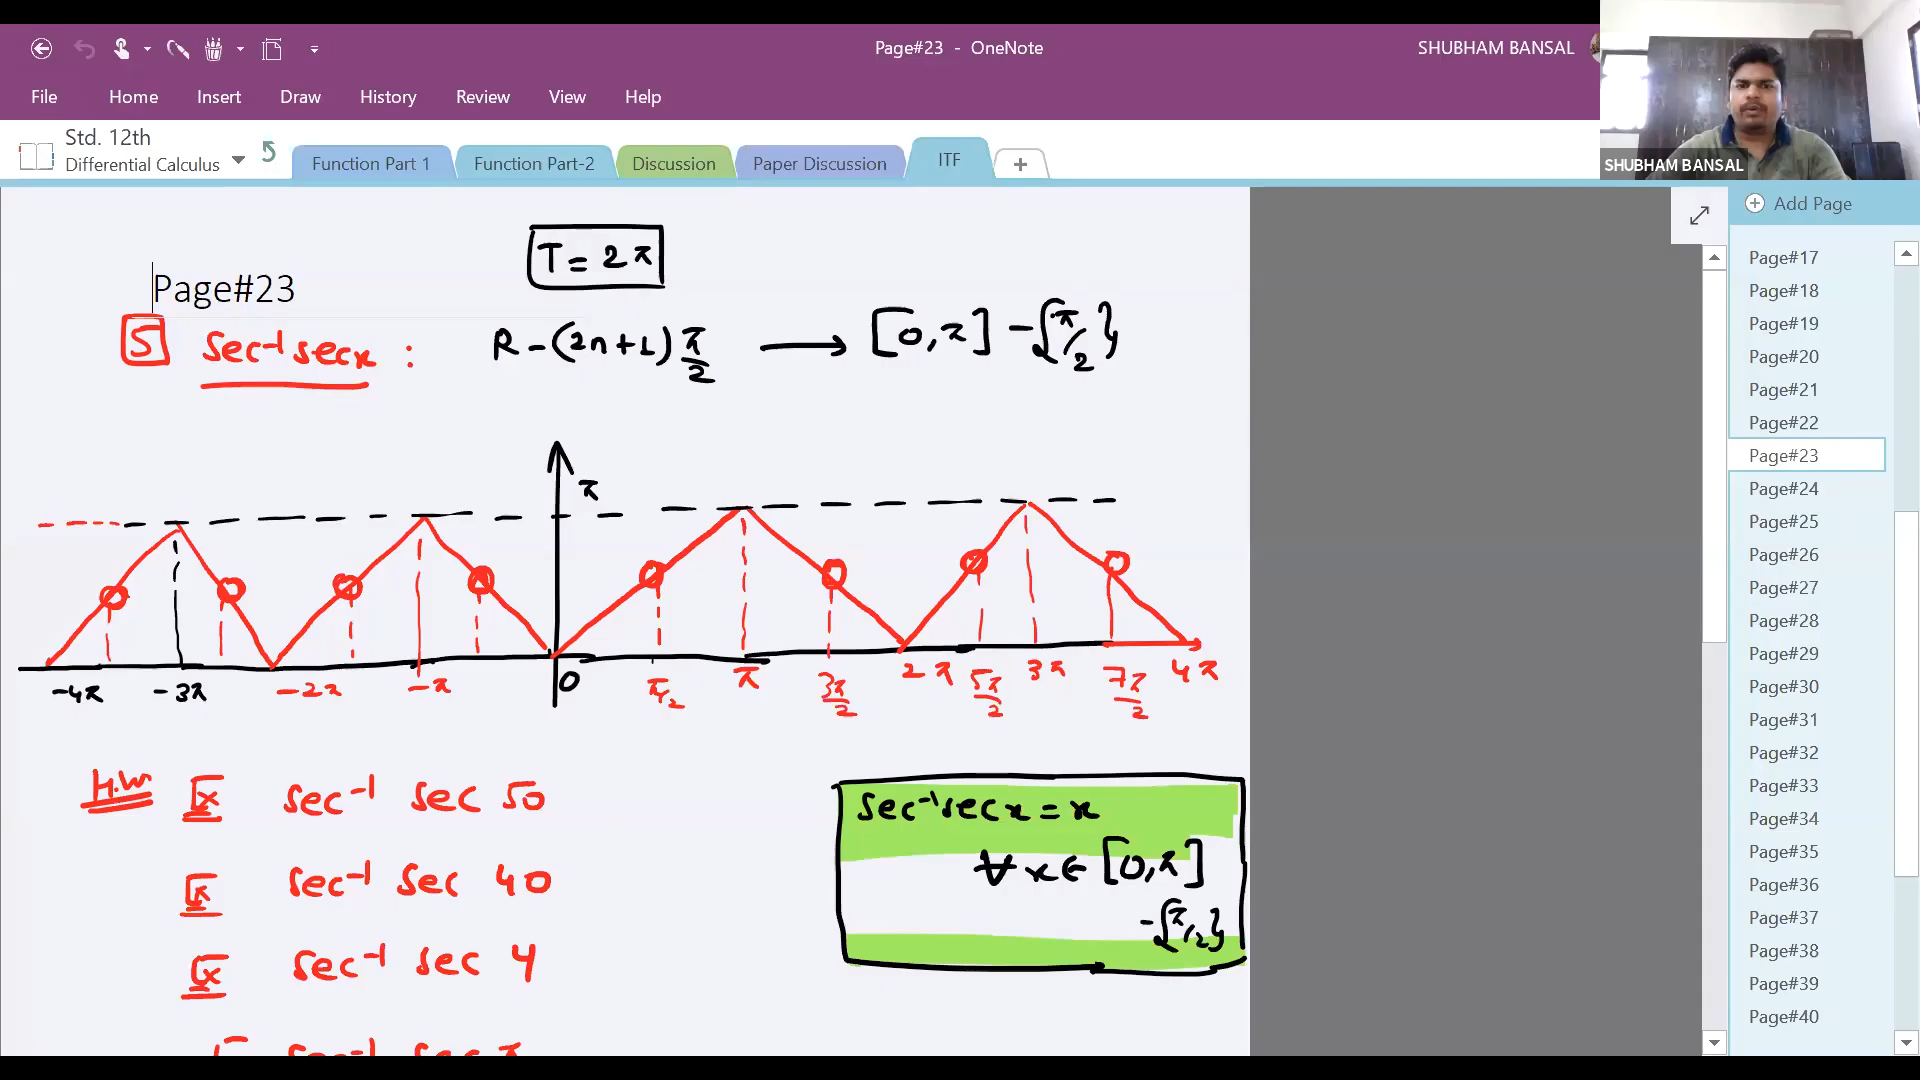 Page#23 - OneNote
SHUBHAM BANSAL
File Home Insert Draw History Review View Help
Std. 12th
Differential Calculus
Function Part 1
Function Part-2
Discussion
Paper Discussion
ITF
SHUBHAM BANSAL
Add Page
Page#17
Page#18
Page#19
Page#20
Page#21
Page#22
Page#23
Page#24
Page#25
Page#26
Page#27
Page#28
Page#29
Page#30
Page#31
Page#32
Page#33
Page#34
Page#35
Page#36
Page#37
Page#38
Page#39
Page#40
T = 2π
Page#23
5 sec⁻¹ sec x : R - (2n+1) π/2 → [0, π] - {π/2}
π
-4π -3π -2π -π 0 π/2 π 3π/2 2π 5π/2 3π 7π/2 4π
H.W
sec⁻¹ sec 50
sec⁻¹ sec 40
sec⁻¹ sec 4
sec⁻¹ sec x = x
∀ x ∈ [0, π]
- {π/2}